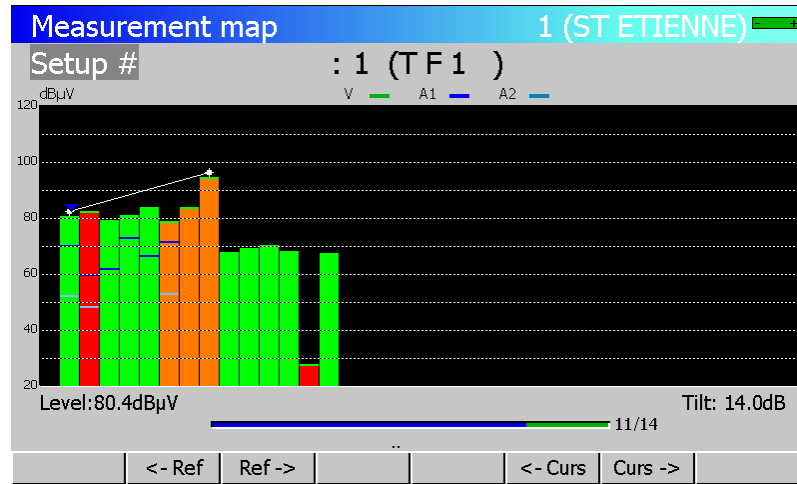 Measurement map 1 (ST ETIENNE) - +
Setup # : 1 (T F 1 )
dBµV V A1 A2
120
100
80
60
40
20
Level:80.4dBµV Tilt: 14.0dB
11/14
..
<- Ref Ref -> <- Curs Curs ->